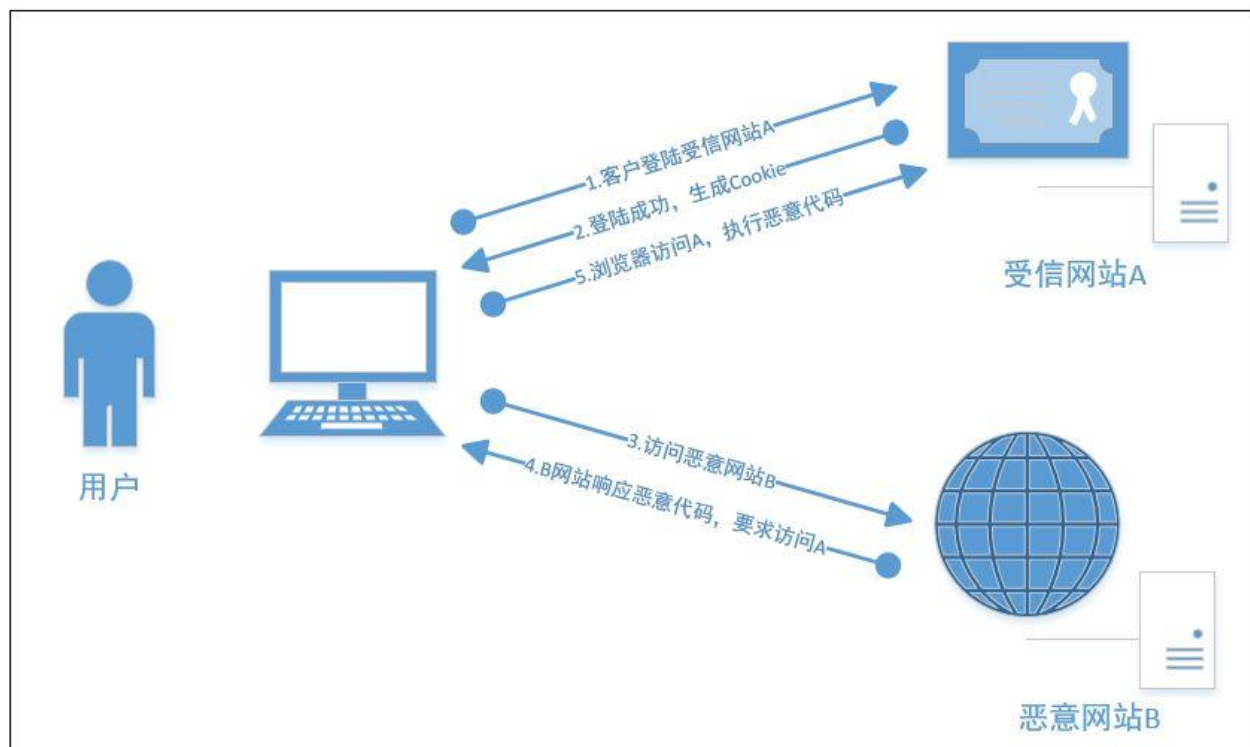 1.客户登陆受信网站A
2.登陆成功，生成Cookie
5.浏览器访问A，执行恶意代码
受信网站A
用户
3.访问恶意网站B
4.B网站响应恶意代码，要求访问A
恶意网站B